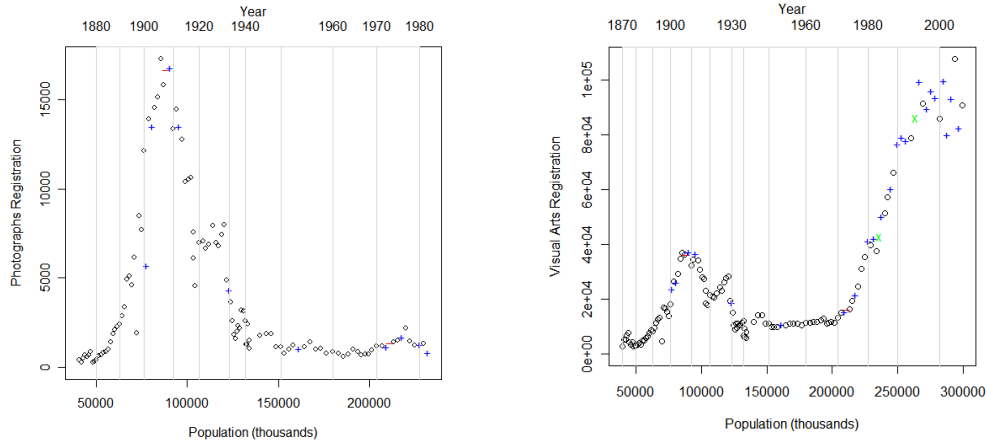 Year
1880 1900 1920 1940 1960 1970 1980
Photographs Registration
15000
10000
5000
0
50000 100000 150000 200000
Population (thousands)
Year
1870 1900 1930 1960 1980 2000
Visual Arts Registration
1e+05
8e+04
6e+04
4e+04
2e+04
0e+00
50000 100000 150000 200000 250000 300000
Population (thousands)